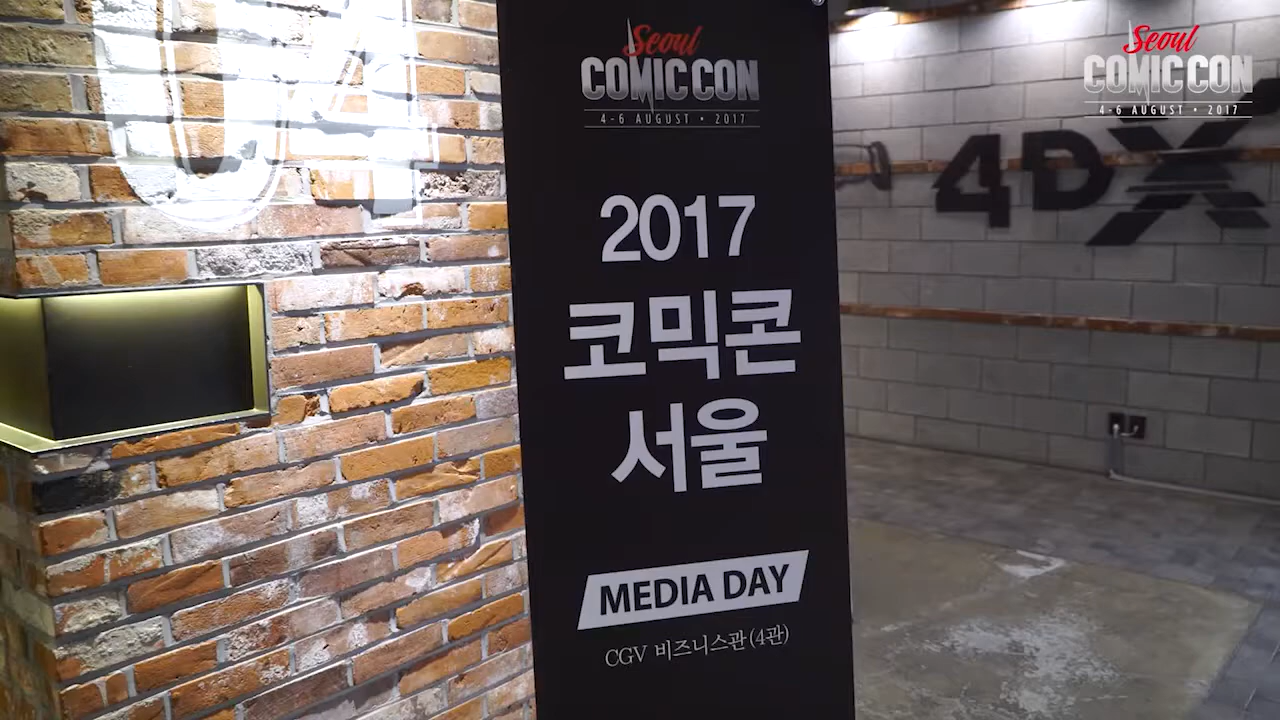 04
Seoul
COMIC CON
4-6 AUGUST • 2017
2017
코믹콘
서울
MEDIA DAY
CGV 비즈니스관(4관)
4DX
Seoul
COMIC CON
4-6 AUGUST • 2017